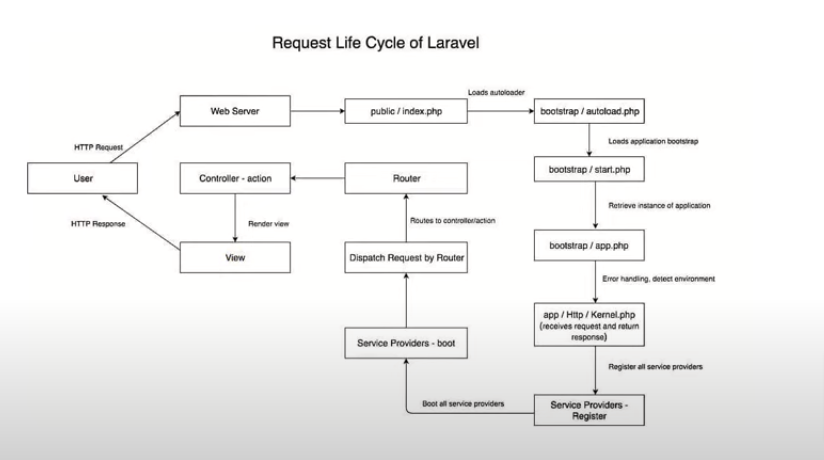 Request Life Cycle of Laravel
Loads autoloader
Web Server
public / index.php
bootstrap / autoload.php
HTTP Request
Loads application bootstrap
User
Controller - action
Router
bootstrap / start.php
HTTP Response
Render view
Routes to controller/action
Retrieve instance of application
View
Dispatch Request by Router
bootstrap / app.php
Error handling, detect environment
app / Http / Kernel.php
(receives request and return
response)
Service Providers - boot
Register all service providers
Boot all service providers
Service Providers -
Register